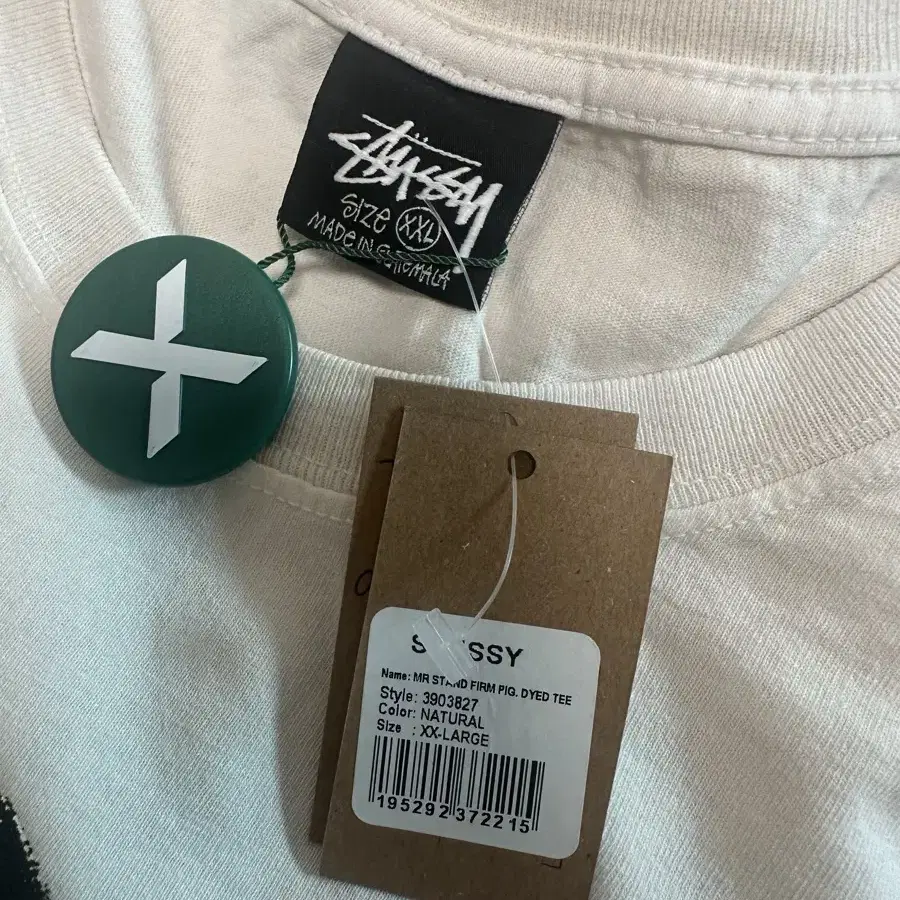 STÜSSY
SIZE XXL
MADE IN GUATEMALA
STUSSY
Name: MR STAND FIRM PIG. DYED TEE
Style: 3903827
Color: NATURAL
Size : XX-LARGE
195292372215